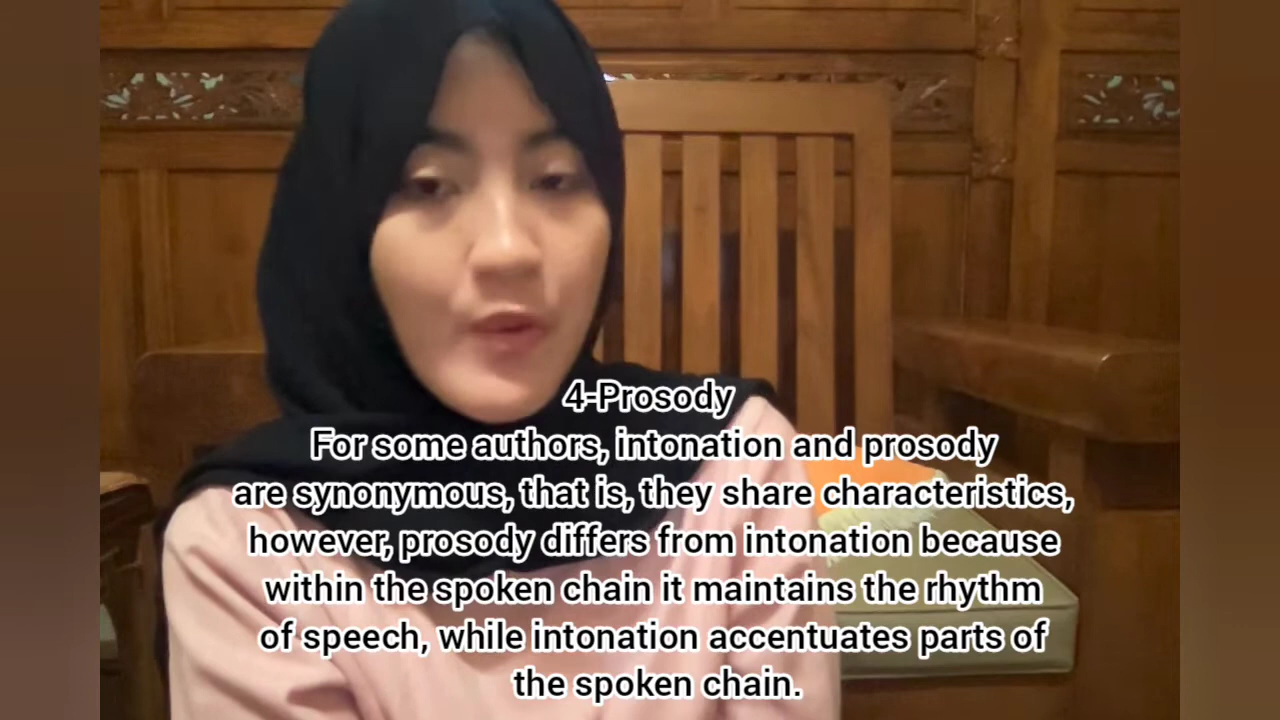 4-Prosody
For some authors, intonation and prosody
are synonymous, that is, they share characteristics,
however, prosody differs from intonation because
within the spoken chain it maintains the rhythm
of speech, while intonation accentuates parts of
the spoken chain.